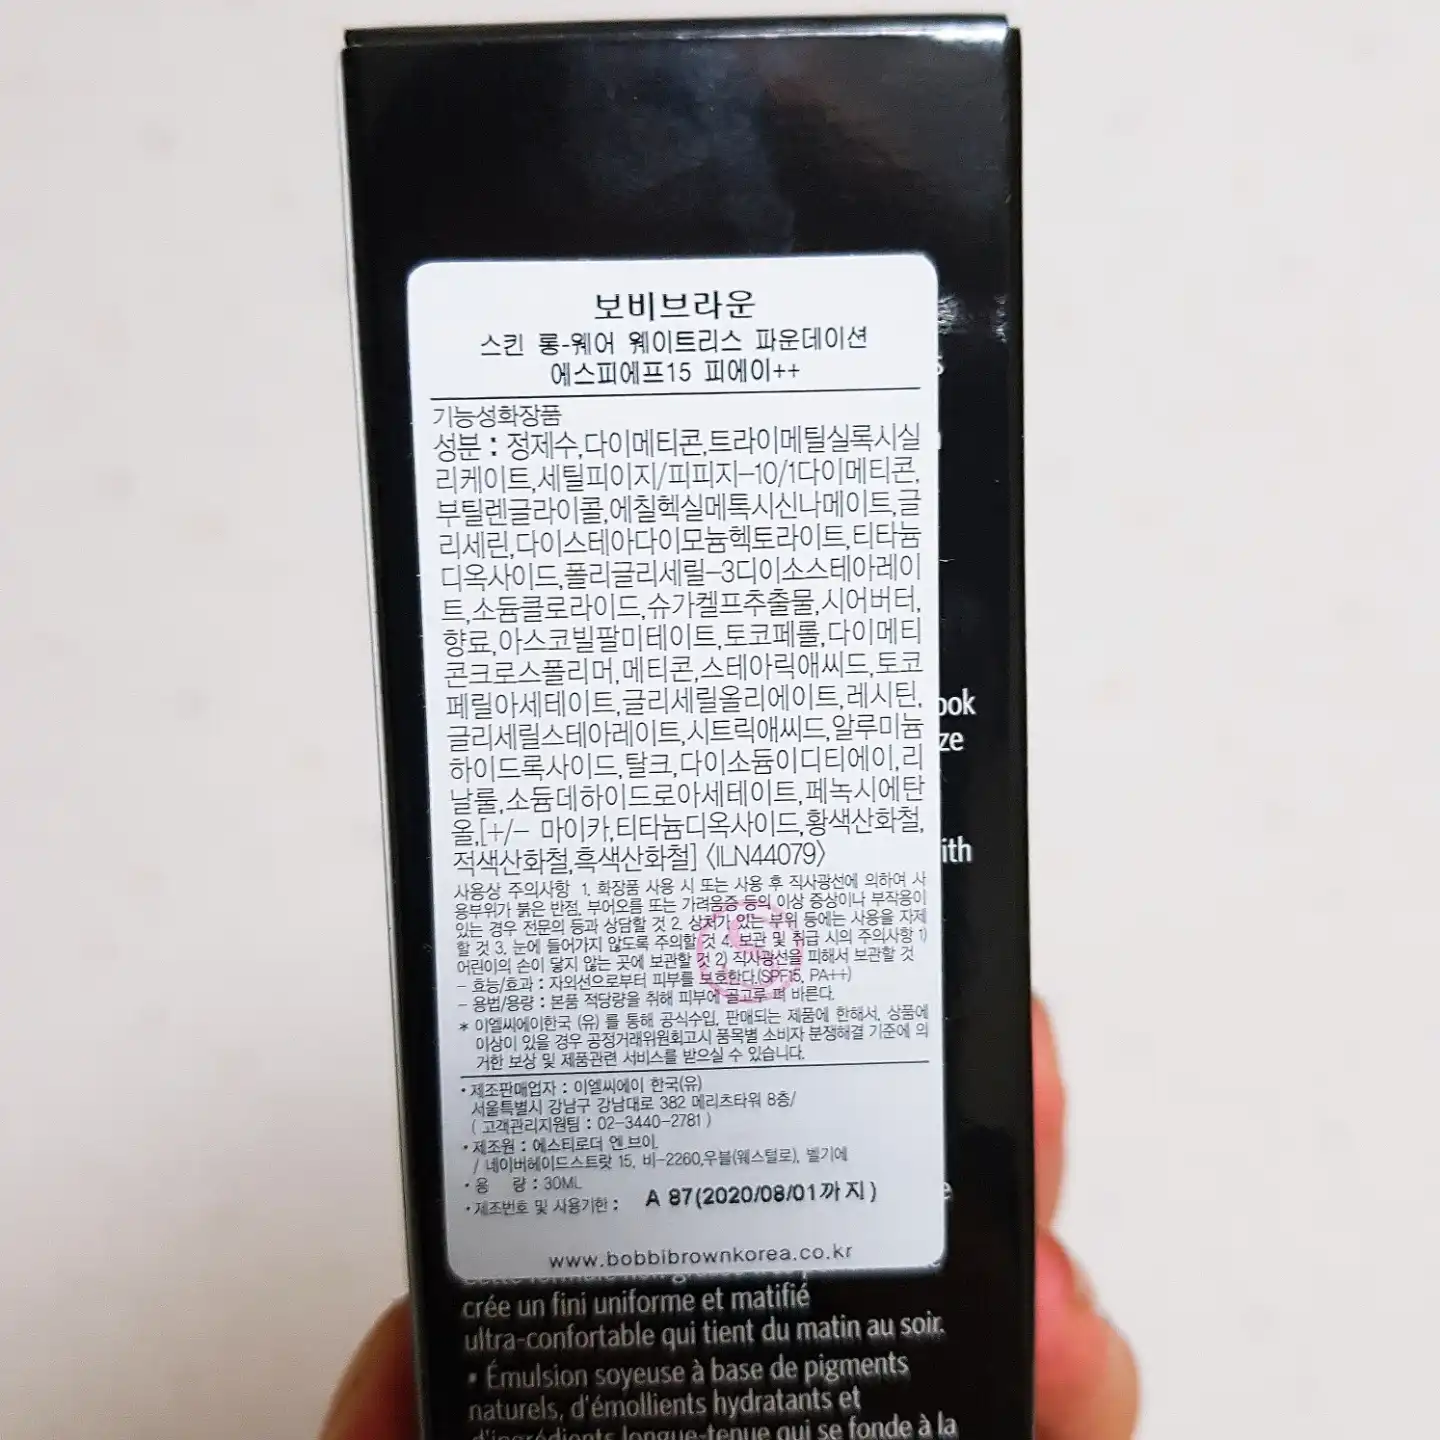 보비브라운
스킨 롱-웨어 웨이트리스 파운데이션
에스피에프15 피에이++
기능성화장품
성분 : 정제수,다이메티콘,트라이메틸실록시실
리케이트,세틸피이지/피피지-10/1다이메티콘,
부틸렌글라이콜,에칠헥실메톡시신나메이트,글
리세린,다이스테아다이모늄헥토라이트,티타늄
디옥사이드,폴리글리세릴-3디이소스테아레이
트,소듐클로라이드,슈가켈프추출물,시어버터,
향료,아스코빌팔미테이트,토코페롤,다이메티
콘크로스폴리머,메티콘,스테아릭애씨드,토코
페릴아세테이트,글리세릴올리에이트,레시틴,
글리세릴스테아레이트,시트릭애씨드,알루미늄
하이드록사이드,탈크,다이소듐이디티에이,리
날룰,소듐데하이드로아세테이트,페녹시에탄
올,[+/- 마이카,티타늄디옥사이드,황색산화철,
적색산화철,흑색산화철] 〈ILN44079〉
사용상 주의사항 1. 화장품 사용 시 또는 사용 후 직사광선에 의하여 사
용부위가 붉은 반점, 부어오름 또는 가려움증 등의 이상 증상이나 부작용이
있는 경우 전문의 등과 상담할 것 2. 상처가 있는 부위 등에는 사용을 자제
할 것 3. 눈에 들어가지 않도록 주의할 것 4. 보관 및 취급 시의 주의사항 1)
어린이의 손이 닿지 않는 곳에 보관할 것 2) 직사광선을 피해서 보관할 것
- 효능/효과 : 자외선으로부터 피부를 보호한다.(SPF15, PA++)
- 용법/용량 : 본품 적당량을 취해 피부에 골고루 펴 바른다.
* 이엘씨에이한국 (유) 를 통해 공식수입, 판매되는 제품에 한해서, 상품에
이상이 있을 경우 공정거래위원회고시 품목별 소비자 분쟁해결 기준에 의
거한 보상 및 제품관련 서비스를 받으실 수 있습니다.
• 제조판매업자 : 이엘씨에이 한국(유)
서울특별시 강남구 강남대로 382 메리츠타워 8층/
( 고객관리지원팀 : 02-3440-2781 )
• 제조원 : 에스티로더 엔.브이.
/ 네이버헤이드스트랏 15, 비-2260,우블(웨스털로), 벨기에
• 용 량 : 30ML
• 제조번호 및 사용기한 : A 87(2020/08/01까지)
www.bobbibrownkorea.co.kr
crée un fini uniforme et matifié
ultra-confortable qui tient du matin au soir.
• Émulsion soyeuse à base de pigments
naturels, d'émollients hydratants et
d'ingrédients longue-tenue qui se fonde à la